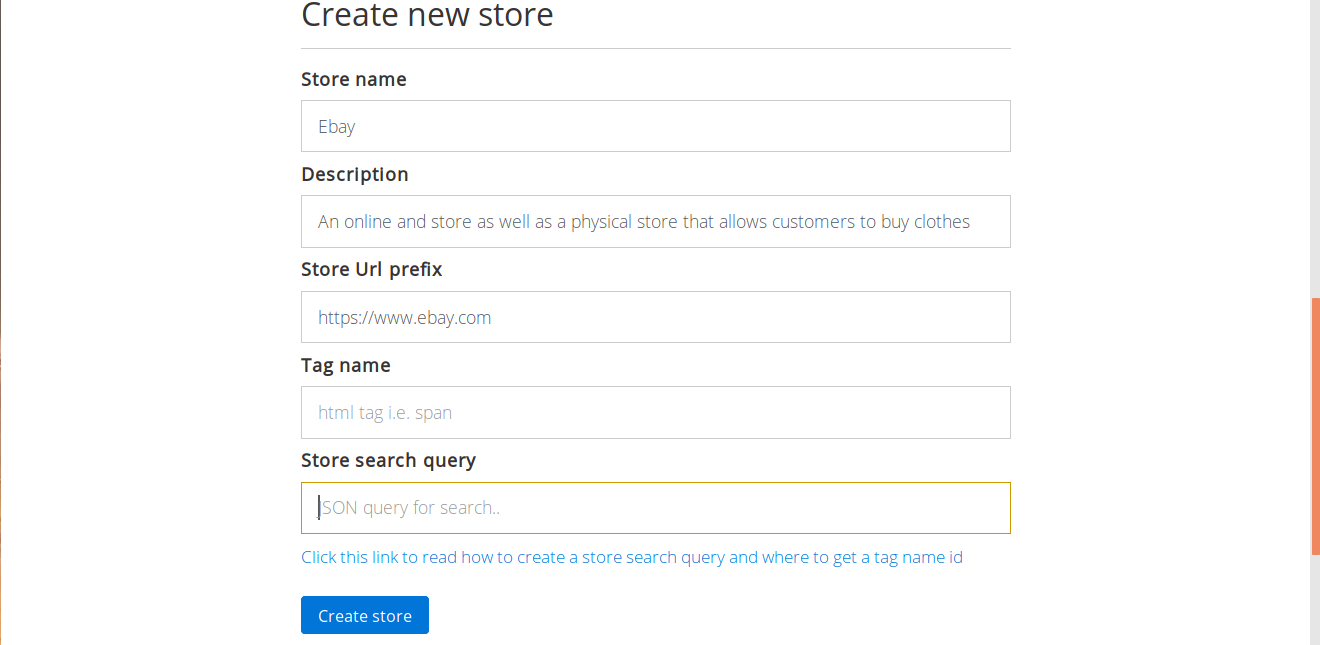 Create new store
Store name
Ebay
Description
An online and store as well as a physical store that allows customers to buy clothes
Store Url prefix
https://www.ebay.com
Tag name
html tag i.e. span
Store search query
JSON query for search..
Click this link to read how to create a store search query and where to get a tag name id
Create store